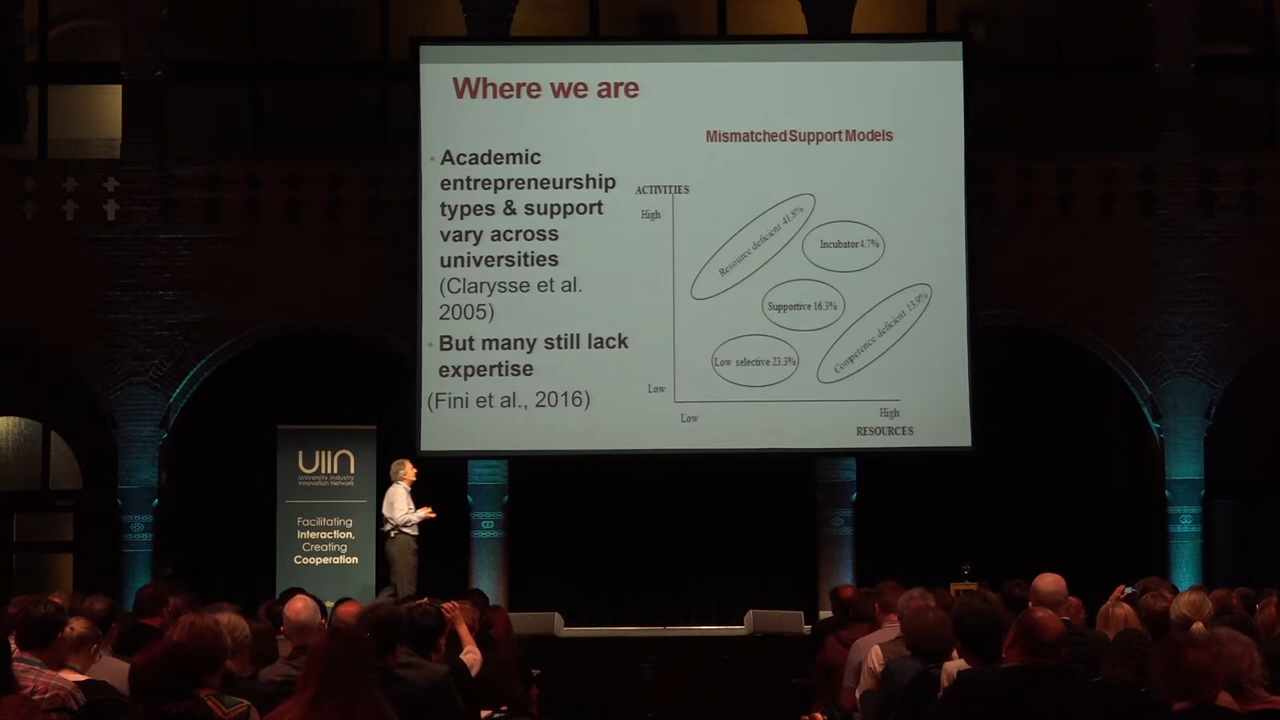 Where we are
Mismatched Support Models
• Academic
entrepreneurship
types & support
vary across
universities
(Clarysse et al.
2005)
• But many still lack
expertise
(Fini et al., 2016)
ACTIVITIES
High
Resource deficient 41.8%
Incubator 4.7%
Supportive 16.3%
Competence deficient 13.9%
Low selective 23.3%
Low
Low
High
RESOURCES
UIIN
University Industry
Innovation Network
Facilitating
Interaction,
Creating
Cooperation